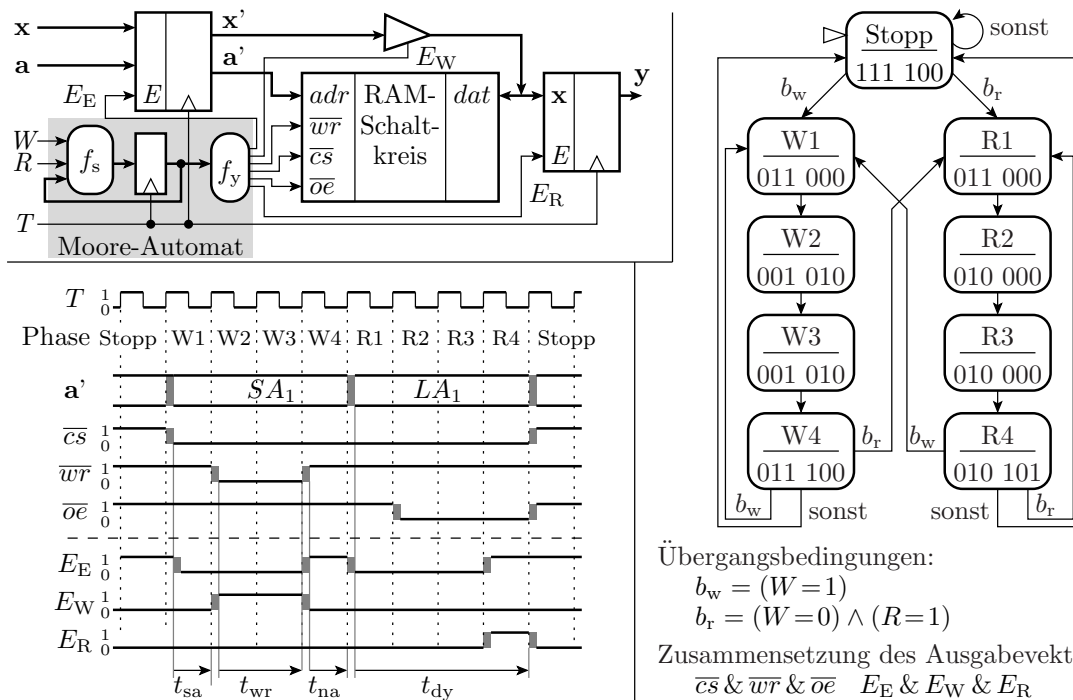 x
a
x'
a'
E_E
E
E_W
W
R
T
f_s
f_y
Moore-Automat
adr RAM- dat
wr̅ Schalt-
cs̅ kreis
oe̅
x
E
E_R
y
T 1 0
Phase Stopp W1 W2 W3 W4 R1 R2 R3 R4 Stopp
a' SA₁ LA₁
cs̅ 1 0
wr̅ 1 0
oe̅ 1 0
E_E 1 0
E_W 1 0
E_R 1 0
t_sa t_wr t_na t_dy
Stopp
111 100
sonst
b_w b_r
W1
011 000
R1
011 000
W2
001 010
R2
010 000
W3
001 010
R3
010 000
W4
011 100
b_r b_w
R4
010 101
b_w sonst
sonst b_r
Übergangsbedingungen:
b_w = (W=1)
b_r = (W=0) ∧ (R=1)
Zusammensetzung des Ausgabevekt
cs̅ & wr̅ & oe̅ E_E & E_W & E_R